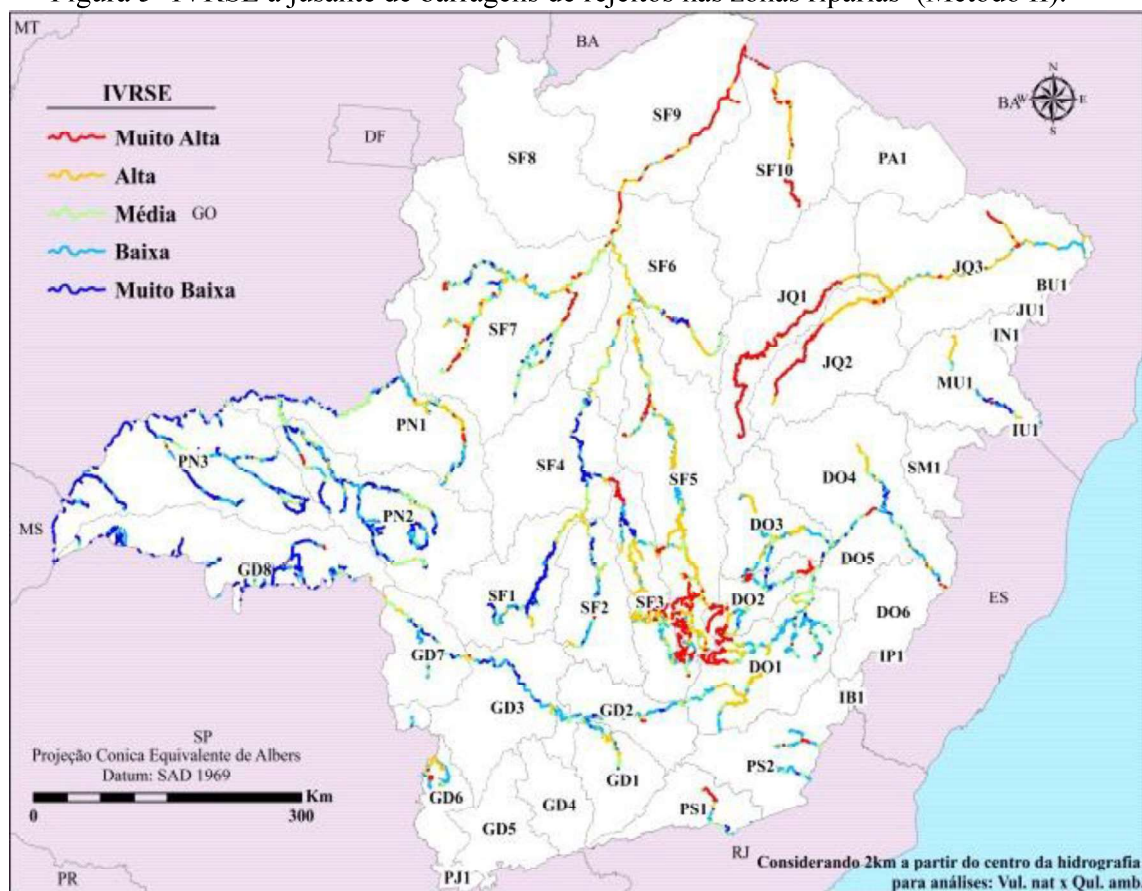 Figura 5- IVRSE a jusante de barragens de rejeitos nas zonas ripárias (Método II).
MT
BA
IVRSE
Muito Alta
Alta
Média
Baixa
Muito Baixa
GO
DF
BA
N
W
E
S
SF9
SF8
SF10
PA1
SF6
JQ3
JQ1
BU1
JU1
IN1
SF7
JQ2
MU1
IU1
PN1
PN3
SF4
SF5
DO4
SM1
PN2
DO3
MS
DO5
GD8
ES
SF1
SF2
SF3
DO2
DO6
GD7
DO1
IP1
GD3
GD2
IB1
SP
Projeção Conica Equivalente de Albers
Datum: SAD 1969
Km
0
300
GD6
GD1
PS2
GD5
GD4
PS1
PJ1
RJ
PR
Considerando 2km a partir do centro da hidrografia
para análises: Vul. nat x Qul. amb